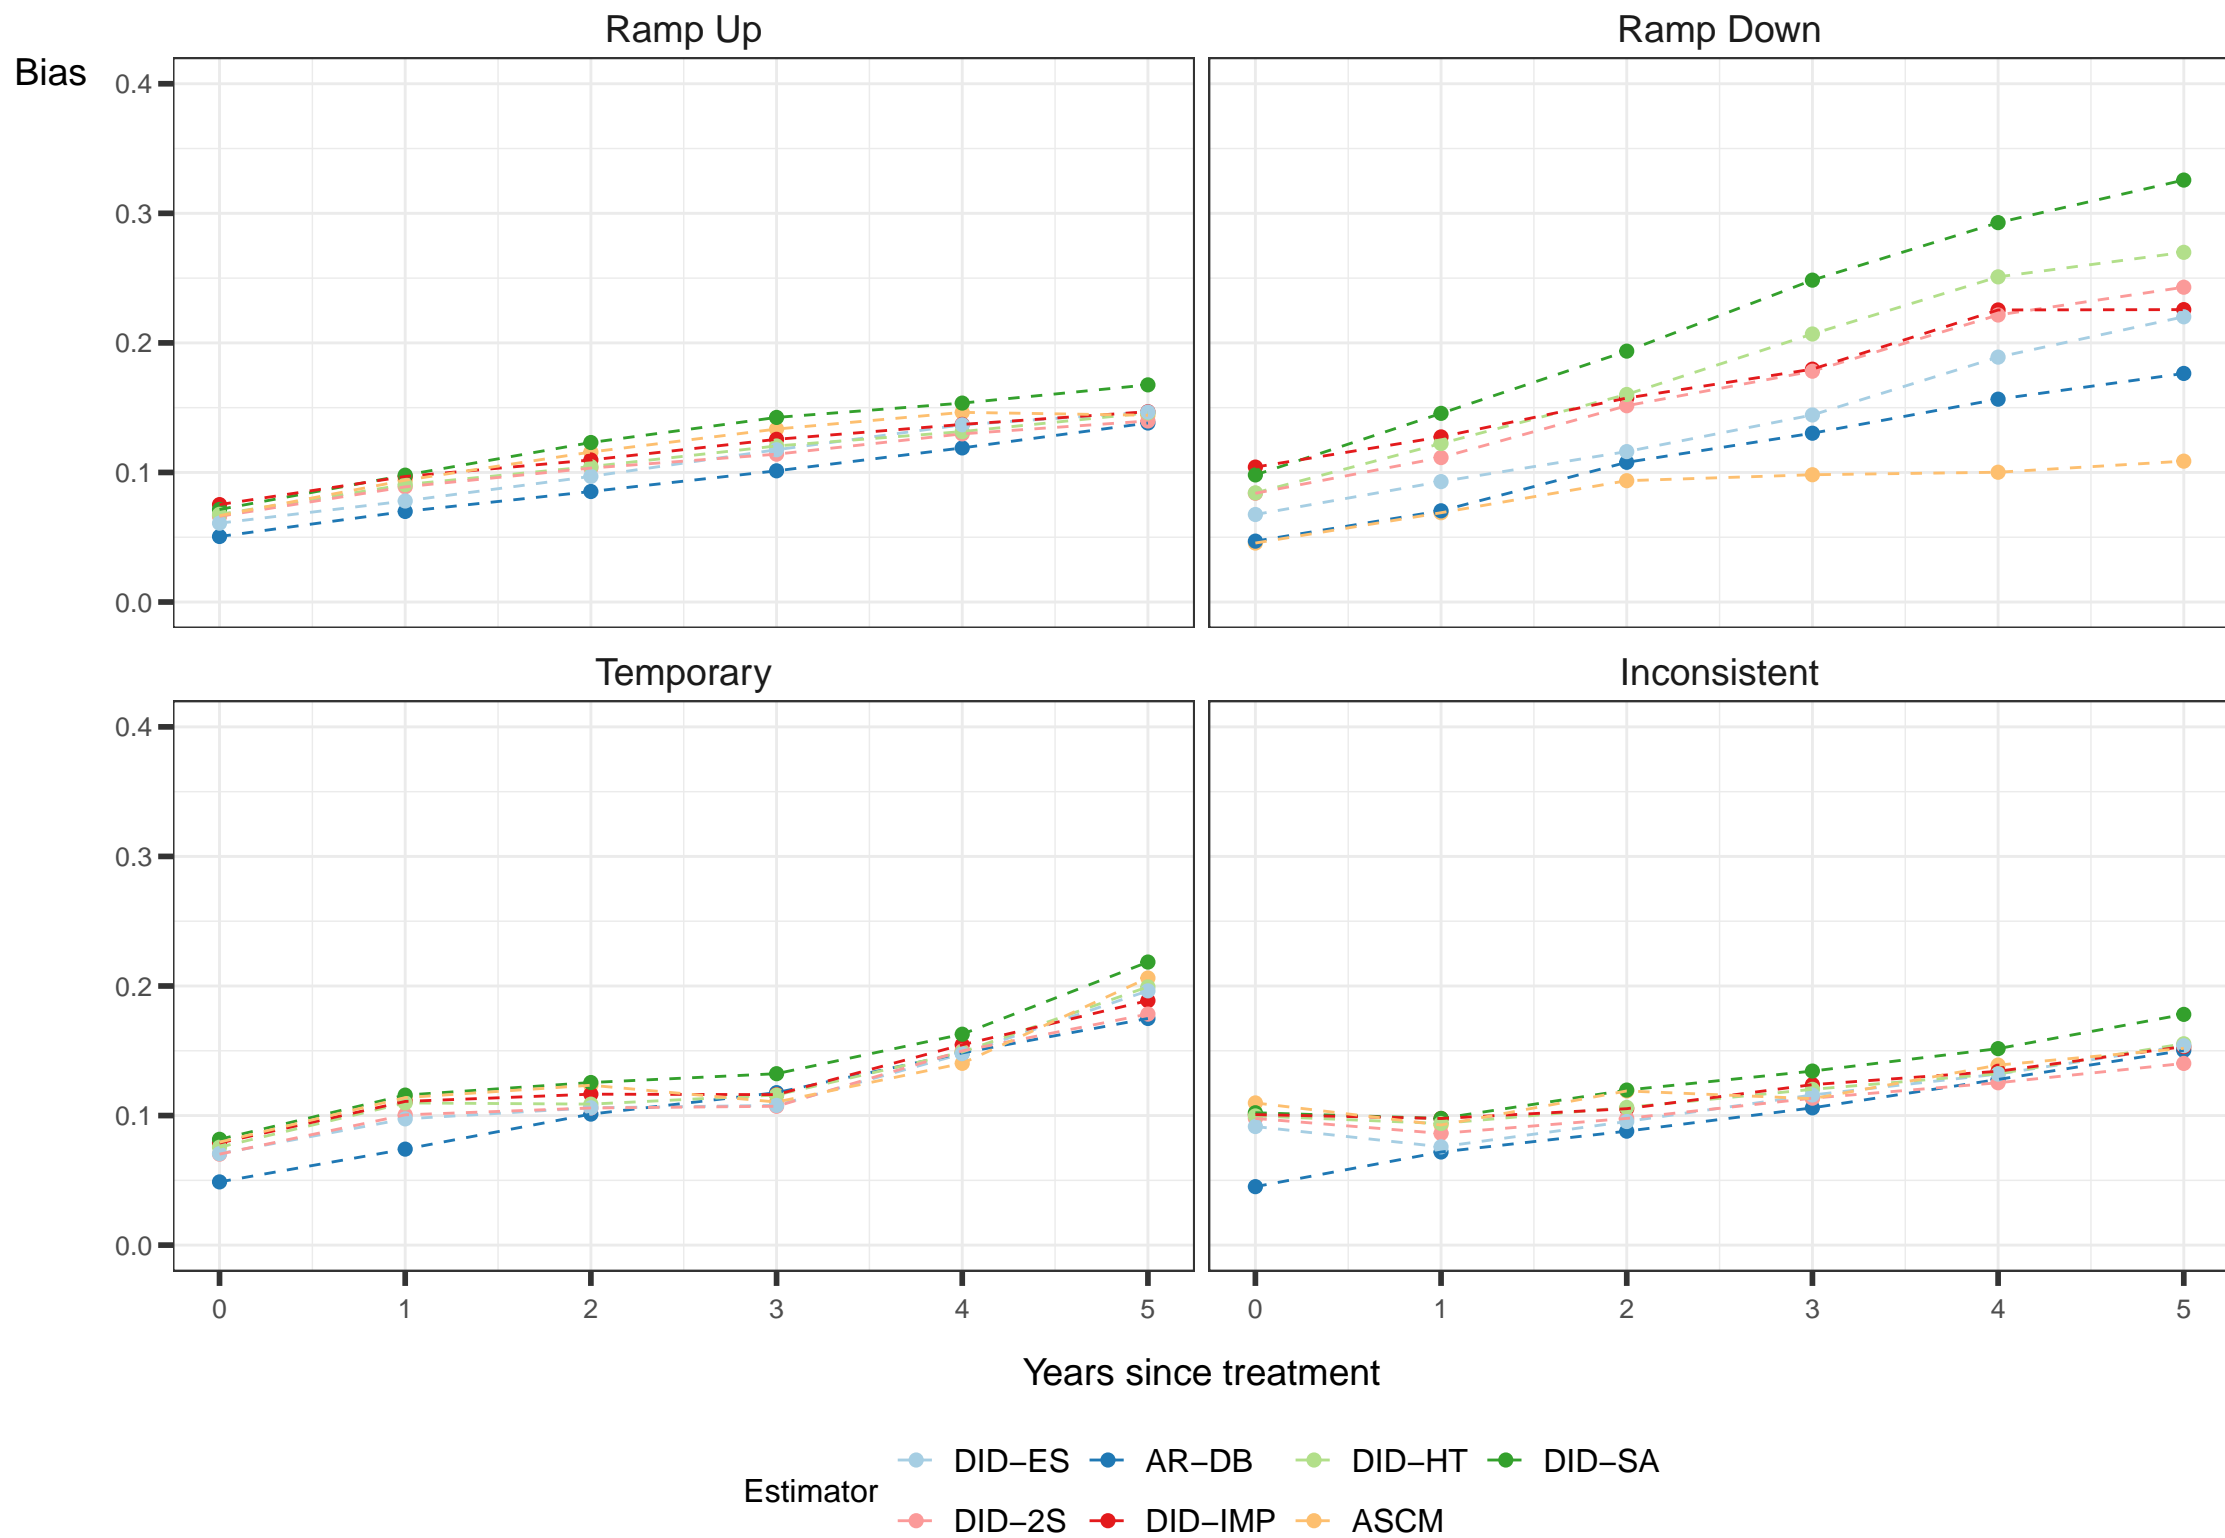 Ramp Up
Ramp Down
Bias
0.4
0.3
0.2
0.1
0.0
Temporary
Inconsistent
0.4
0.3
0.2
0.1
0.0
0 1 2 3 4 5
0 1 2 3 4 5
Years since treatment
Estimator
DID−ES AR−DB DID−HT DID−SA
DID−2S DID−IMP ASCM